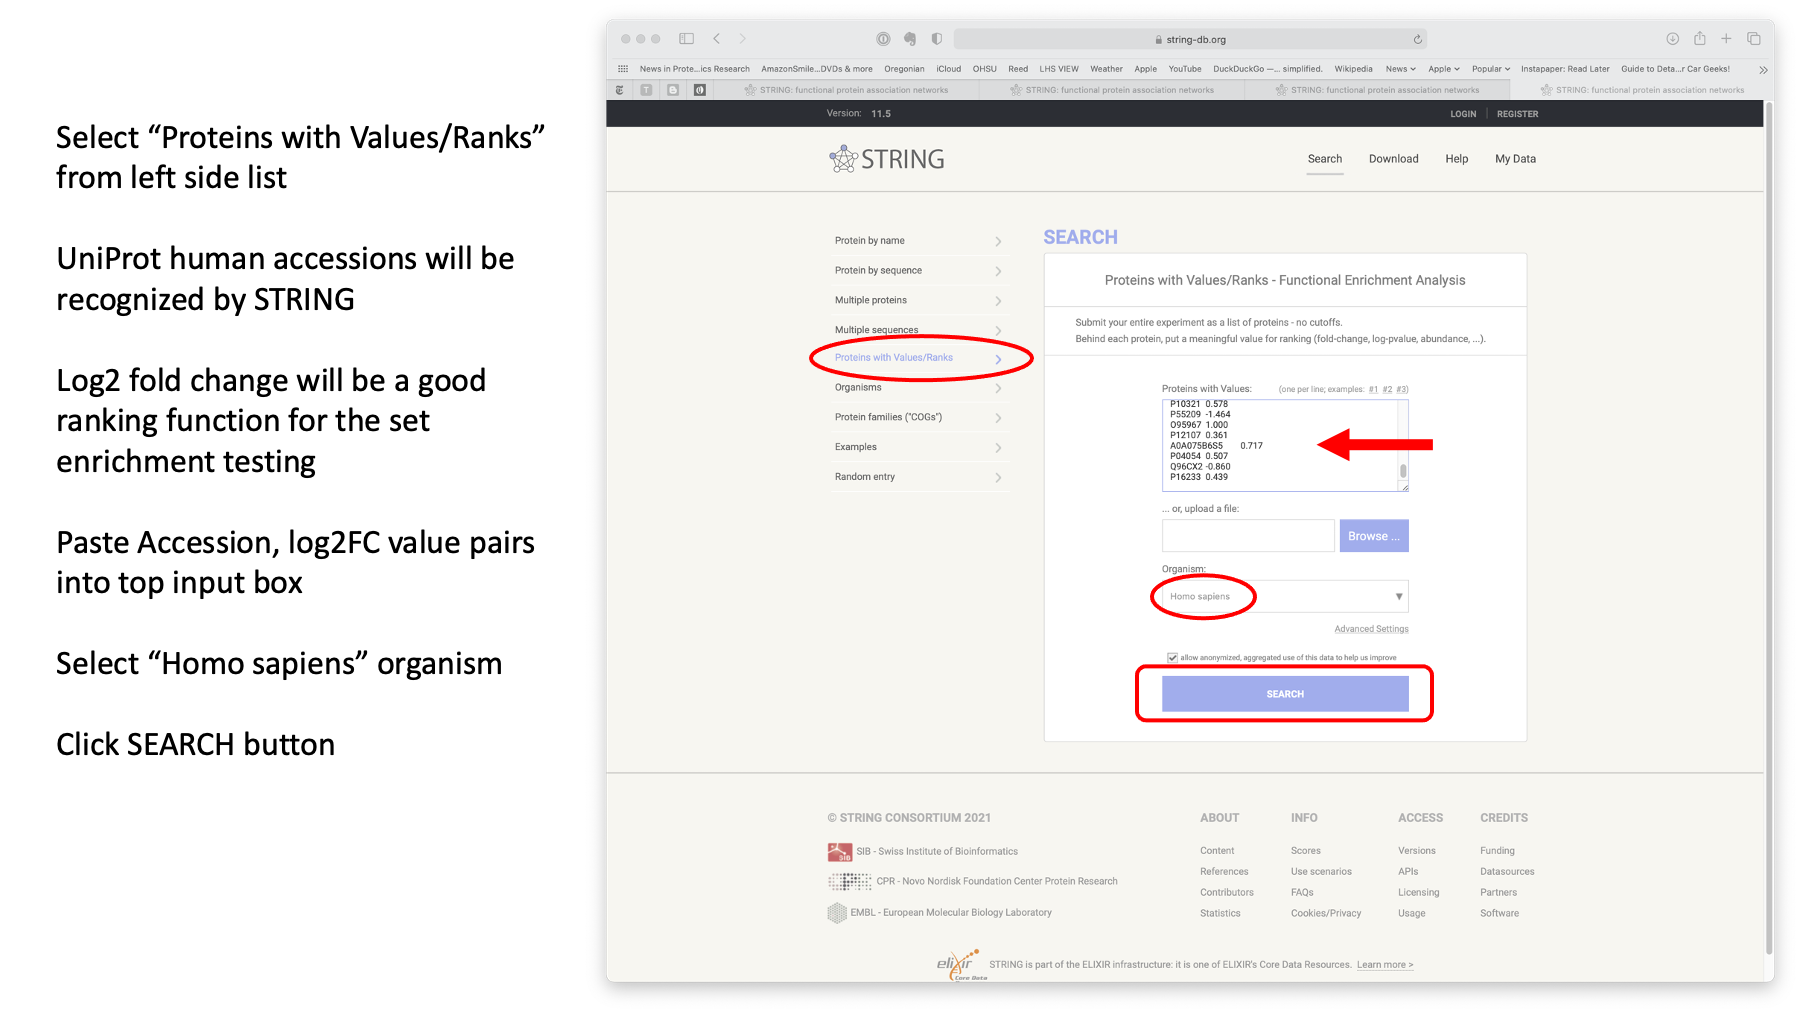 Select “Proteins with Values/Ranks”
from left side list
UniProt human accessions will be
recognized by STRING
Log2 fold change will be a good
ranking function for the set
enrichment testing
Paste Accession, log2FC value pairs
into top input box
Select “Homo sapiens” organism
Click SEARCH button
string-db.org
News in Prote...ics Research AmazonSmile...DVDs & more Oregonian iCloud OHSU Reed LHS VIEW Weather Apple YouTube DuckDuckGo —... simplified. Wikipedia News Apple Popular Instapaper: Read Later Guide to Deta...r Car Geeks!
T STRING: functional protein association networks STRING: functional protein association networks STRING: functional protein association networks STRING: functional protein association networks
Version: 11.5 LOGIN | REGISTER
STRING Search Download Help My Data
Protein by name
Protein by sequence
Multiple proteins
Multiple sequences
Proteins with Values/Ranks
Organisms
Protein families ("COGs")
Examples
Random entry
SEARCH
Proteins with Values/Ranks - Functional Enrichment Analysis
Submit your entire experiment as a list of proteins - no cutoffs.
Behind each protein, put a meaningful value for ranking (fold-change, log-pvalue, abundance, ...).
Proteins with Values: (one per line; examples: #1 #2 #3)
P10321 0.578
P55209 -1.464
O95967 1.000
P12107 0.361
A0A075B6S5 0.717
P04054 0.507
Q96CX2 -0.860
P16233 0.439
... or, upload a file:
Browse ...
Organism:
Homo sapiens
Advanced Settings
allow anonymized, aggregated use of this data to help us improve
SEARCH
© STRING CONSORTIUM 2021
SIB SIB - Swiss Institute of Bioinformatics
CPR - Novo Nordisk Foundation Center Protein Research
EMBL - European Molecular Biology Laboratory
ABOUT
Content
References
Contributors
Statistics
INFO
Scores
Use scenarios
FAQs
Cookies/Privacy
ACCESS
Versions
APIs
Licensing
Usage
CREDITS
Funding
Datasources
Partners
Software
elixir Core Data STRING is part of the ELIXIR infrastructure: it is one of ELIXIR's Core Data Resources. Learn more >